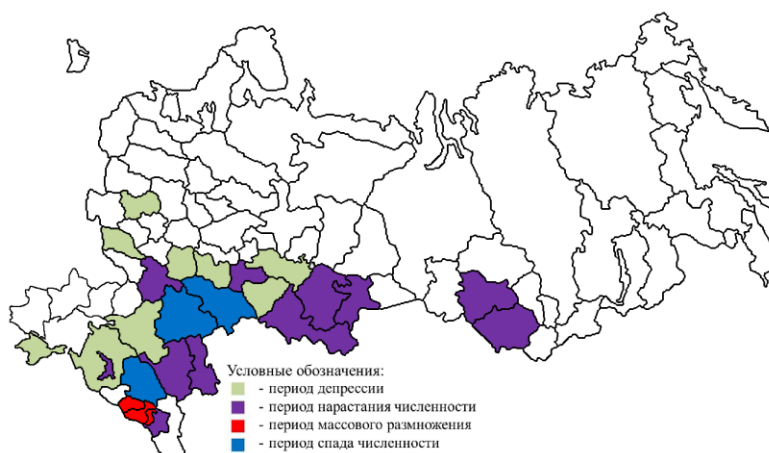 Условные обозначения:
- период депрессии
- период нарастания численности
- период массового размножения
- период спада численности